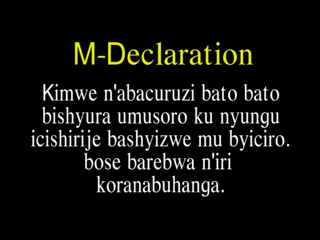 M-Declaration
Kimwe n'abacuruzi bato bato
bishyura umusoro ku nyungu
icishirije bashyizwe mu byiciro.
bose barebwa n'iri
koranabuhanga.